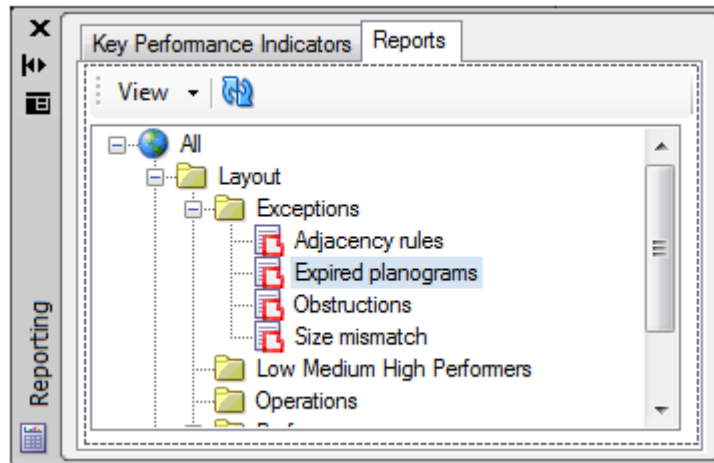 Key Performance Indicators Reports
View
All
Layout
Exceptions
Adjacency rules
Expired planograms
Obstructions
Size mismatch
Low Medium High Performers
Operations
Reporting